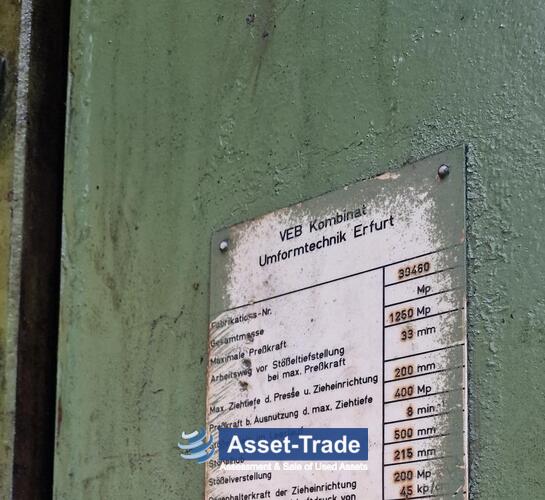 VEB Kombinat
Umformtechnik Erfurt
Fabrikations-Nr. 39460
Gesamtmasse Mp
Maximale Preßkraft 1250 Mp
Arbeitsweg vor Stößeltiefstellung 33 mm
bei max. Preßkraft
Max. Ziehtiefe d. Presse u. Zieheinrichtung 200 mm
Preßkraft b. Ausnutzung d. max. Ziehtiefe 400 Mp
8 min
500 mm
Stößelverstellung 215 mm
der Zieheinrichtung 200 Mp
von 45 kp/c
Asset-Trade
Assessment & Sale of Used Assets